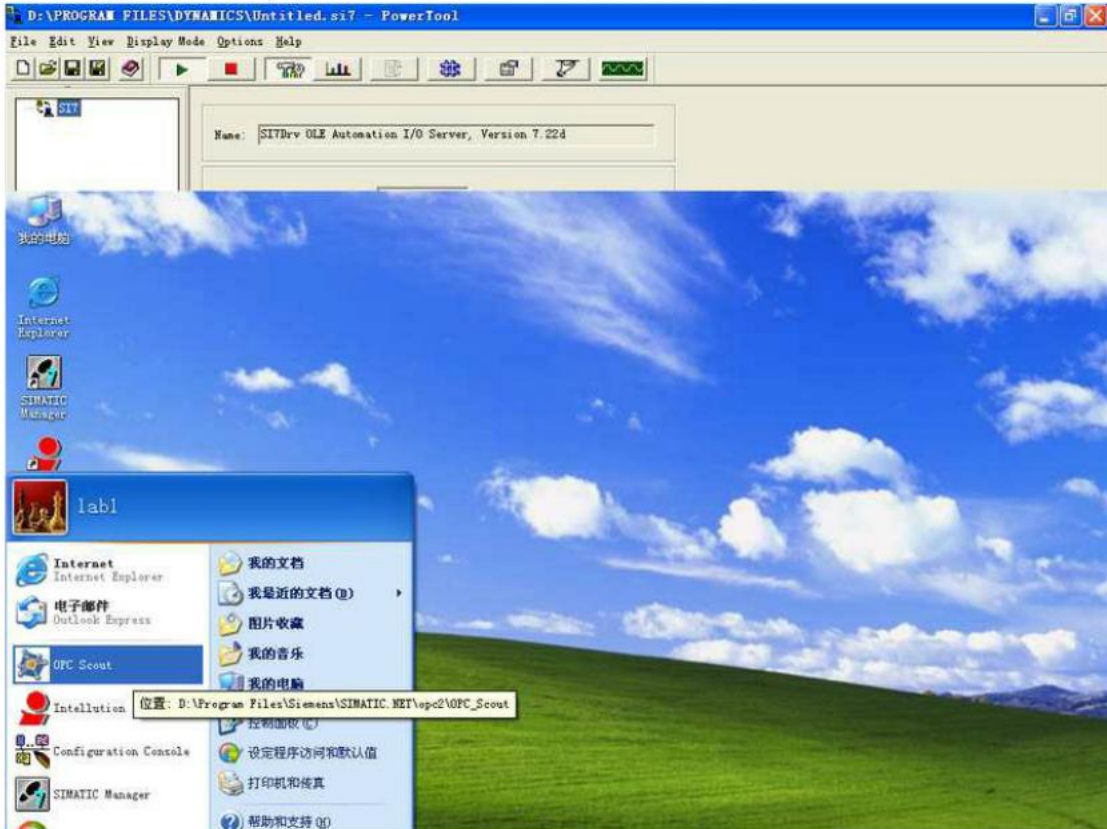 D:\PROGRAM FILES\DYNAMICS\Untitled.si7 - PowerTool
File Edit View Display Mode Options Help
SI7
Name: SI7Drv OLE Automation I/O Server, Version 7.22d
我的电脑
Internet
Explorer
SIMATIC
Manager
lab1
Internet
Internet Explorer
电子邮件
Outlook Express
OPC Scout
Intellution
Configuration Console
SIMATIC Manager
我的文档
我最近的文档(D)
图片收藏
我的音乐
我的电脑
位置: D:\Program Files\Siemens\SIMATIC.NET\opc2\OPC_Scout
控制面板(C)
设定程序访问和默认值
打印机和传真
帮助和支持(H)